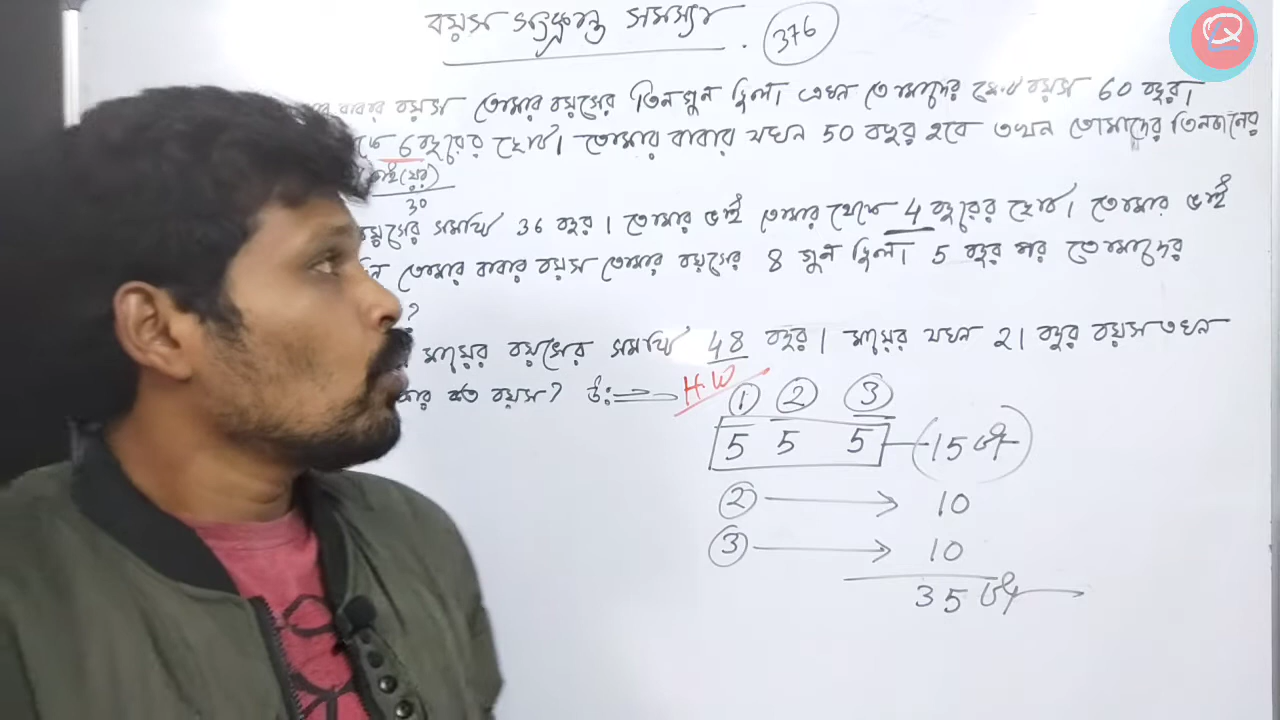 বয়স সংক্রান্ত সমস্যা . 376
বাবার বয়স তোমার বয়সের তিনগুন ছিল। এখন তোমাদের মোট বয়স 60 বছর।
6 বছরের ছোট। তোমার বাবার যখন 50 বছর হবে তখন তোমাদের তিনজনের
30
বয়সের সমষ্টি 36 বছর। তোমার ভাই তোমার থেকে 4 বছরের ছোট। তোমার ভাই
তোমার বাবার বয়স তোমার বয়সের 8 গুন ছিল। 5 বছর পর তোমাদের
?
মায়ের বয়সের সমষ্টি 48 বছর। মায়ের যখন 21 বছর বয়স তখন
কত বয়স? উঃ H.W
1 2 3
5 5 5 15
2 10
3 10
35